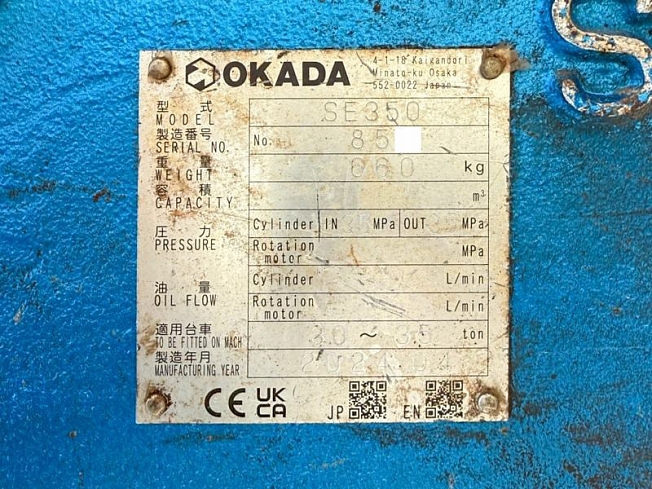 OKADA
4-1-18 Kaigandori
Minato-ku Osaka
552-0022 Japan
型 式
MODEL SE350
製造番号
SERIAL NO. No. 85
重 量
WEIGHT 660 kg
容 積
CAPACITY m³
圧 力
PRESSURE
Cylinder IN MPa OUT MPa
Rotation motor MPa
油 量
OIL FLOW
Cylinder L/min
Rotation motor L/min
適用台車
TO BE FITTED ON MACH ton
製造年月
MANUFACTURING YEAR
CE UK CA JP EN
S